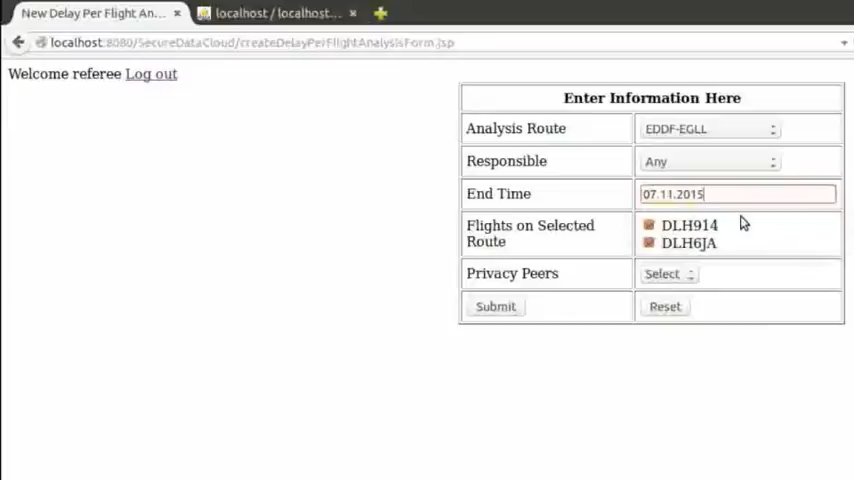 New Delay Per Flight An...
localhost / localhost...
localhost:8080/SecureDataCloud/createDelayPerFlightAnalysisForm.jsp
Welcome referee Log out
Enter Information Here
Analysis Route EDDF-EGLL
Responsible Any
End Time 07.11.2015
Flights on Selected Route DLH914
DLH6JA
Privacy Peers Select
Submit Reset